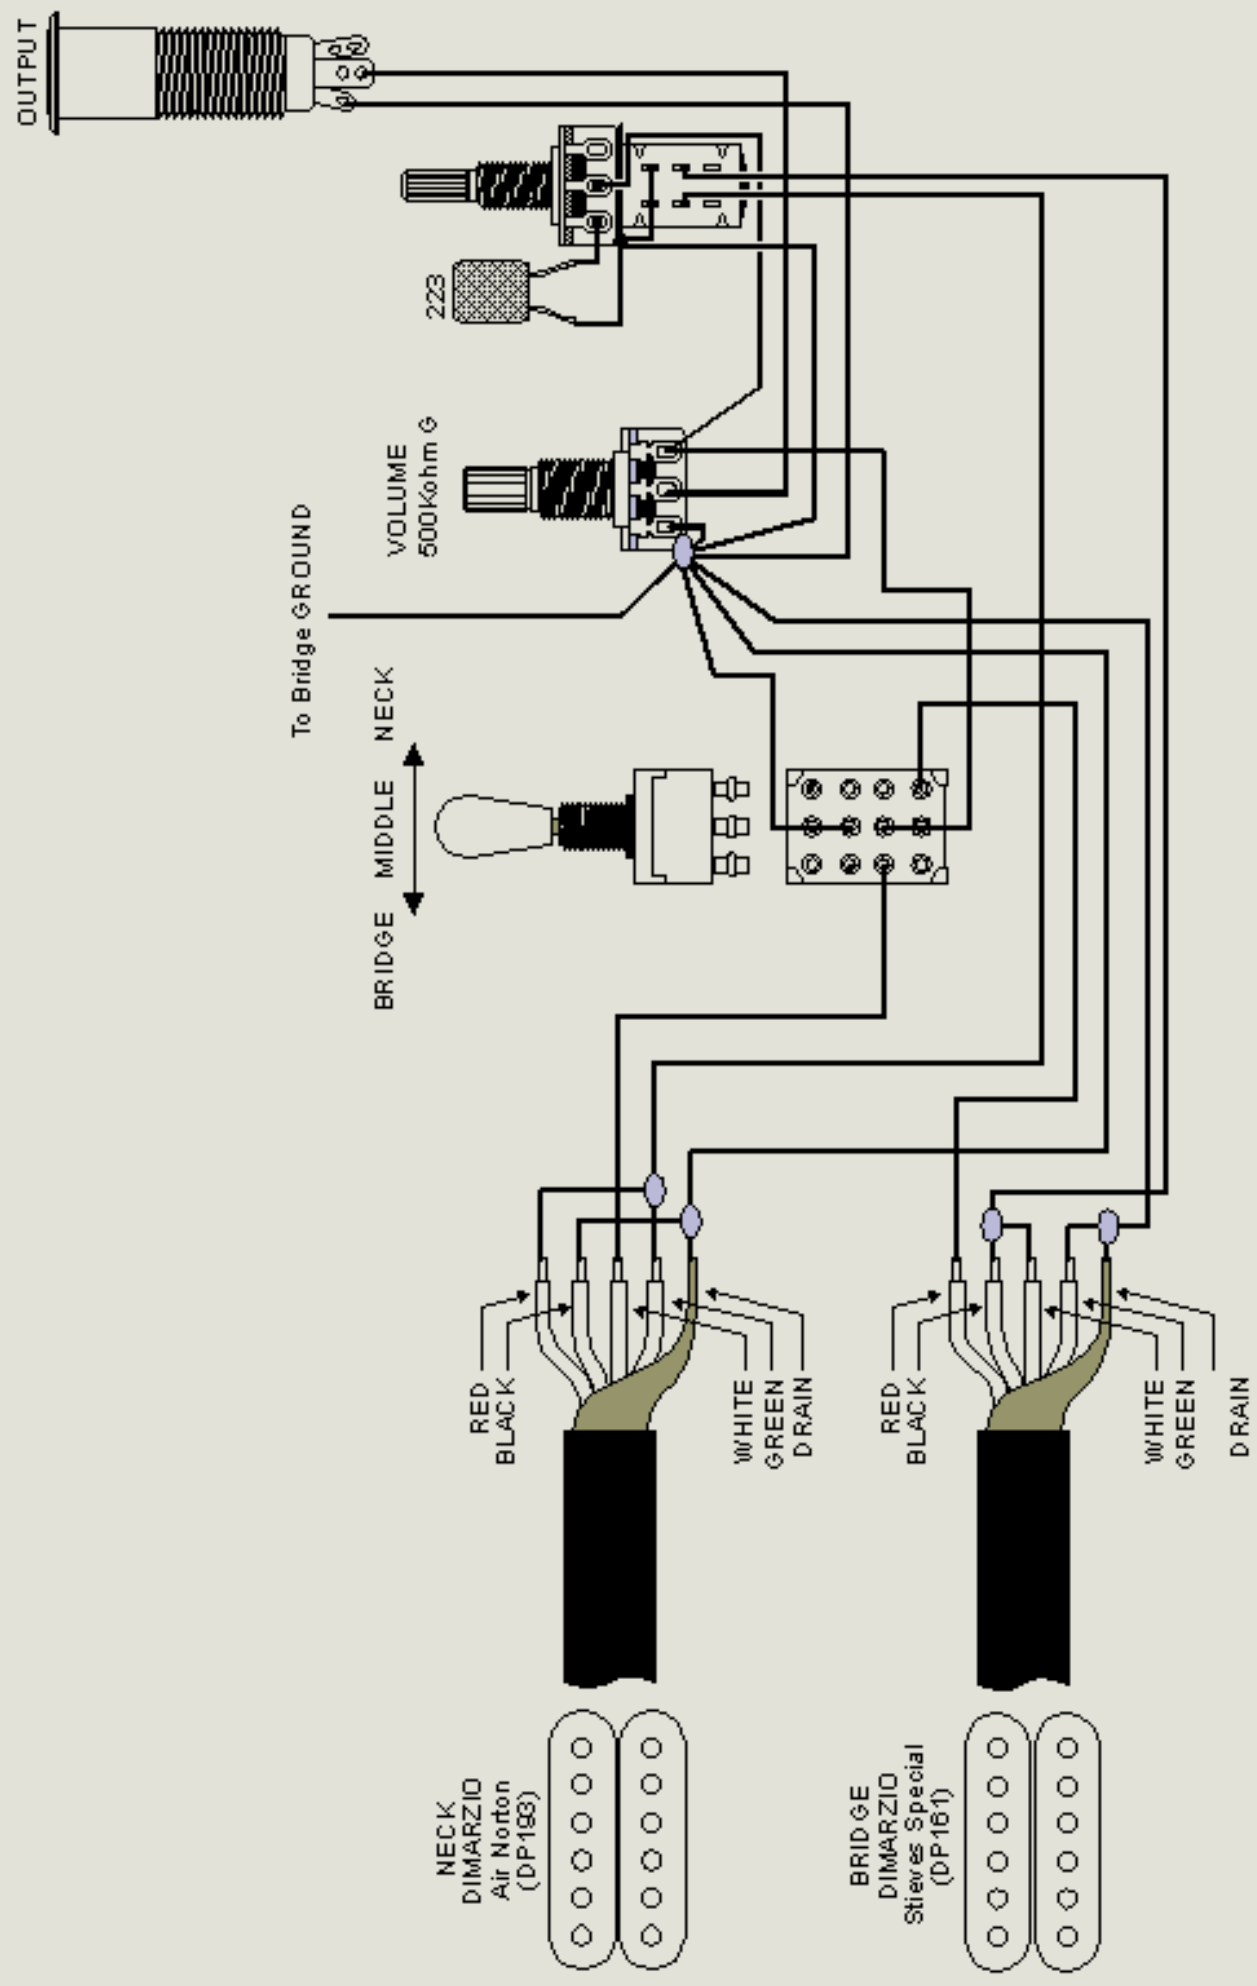 OUTPUT
223
VOLUME
500Kohm G
To Bridge GROUND
BRIDGE MIDDLE NECK
RED
BLACK
WHITE
GREEN
DRAIN
RED
BLACK
WHITE
GREEN
DRAIN
NECK
DIMARZIO
Air Norton
(DP193)
BRIDGE
DIMARZIO
Stieves Special
(DP161)